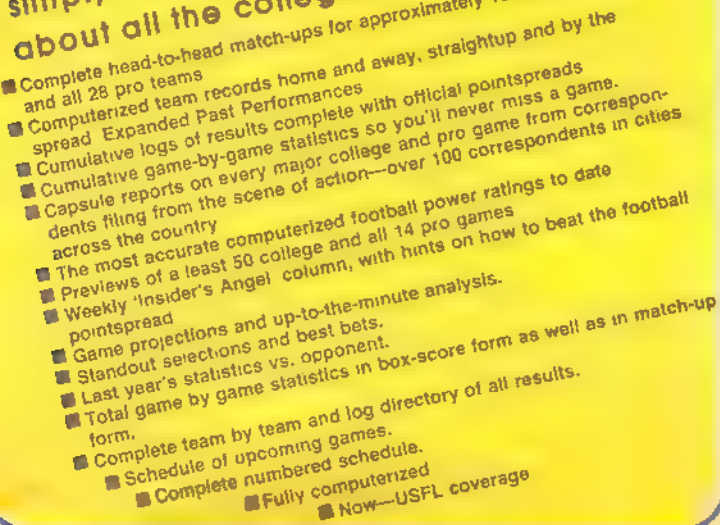 about all the
■ Complete head-to-head match-ups for approximately
and all 28 pro teams
■ Computerized team records home and away, straightup and by the
spread Expanded Past Performances
■ Cumulative logs of results complete with official pointspreads
■ Cumulative game-by-game statistics so you'll never miss a game.
■ Capsule reports on every major college and pro game from correspon-
dents filing from the scene of action—over 100 correspondents in cities
across the country
■ The most accurate computerized football power ratings to date
■ Previews of a least 50 college and all 14 pro games
■ Weekly 'Insider's Angel' column, with hints on how to beat the football
pointspread
■ Game projections and up-to-the-minute analysis.
■ Standout selections and best bets.
■ Last year's statistics vs. opponent.
■ Total game by game statistics in box-score form as well as in match-up
form.
■ Complete team by team and log directory of all results.
■ Schedule of upcoming games.
■ Complete numbered schedule.
■ Fully computerized
■ Now—USFL coverage